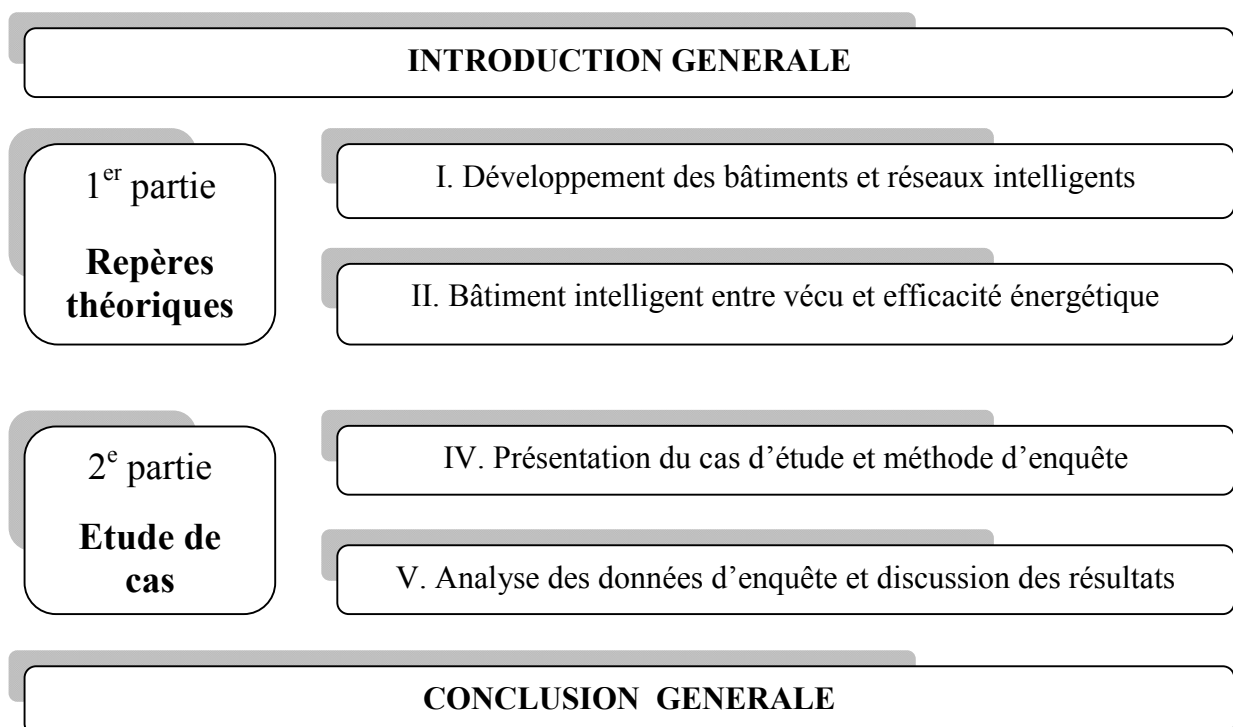 INTRODUCTION GENERALE
1er partie
Repères
théoriques
I. Développement des bâtiments et réseaux intelligents
II. Bâtiment intelligent entre vécu et efficacité énergétique
2e partie
Etude de
cas
IV. Présentation du cas d’étude et méthode d’enquête
V. Analyse des données d’enquête et discussion des résultats
CONCLUSION GENERALE